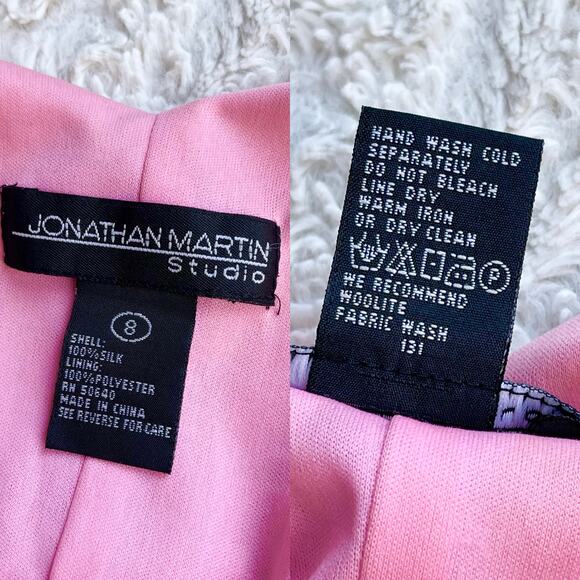 JONATHAN MARTIN
Studio
8
SHELL:
100%SILK
LINING:
100%POLYESTER
RN 50640
MADE IN CHINA
SEE REVERSE FOR CARE
HAND WASH COLD
SEPARATELY
DO NOT BLEACH
LINE DRY
WARM IRON
OR DRY CLEAN
P
WE RECOMMEND
WOOLITE
FABRIC WASH
131